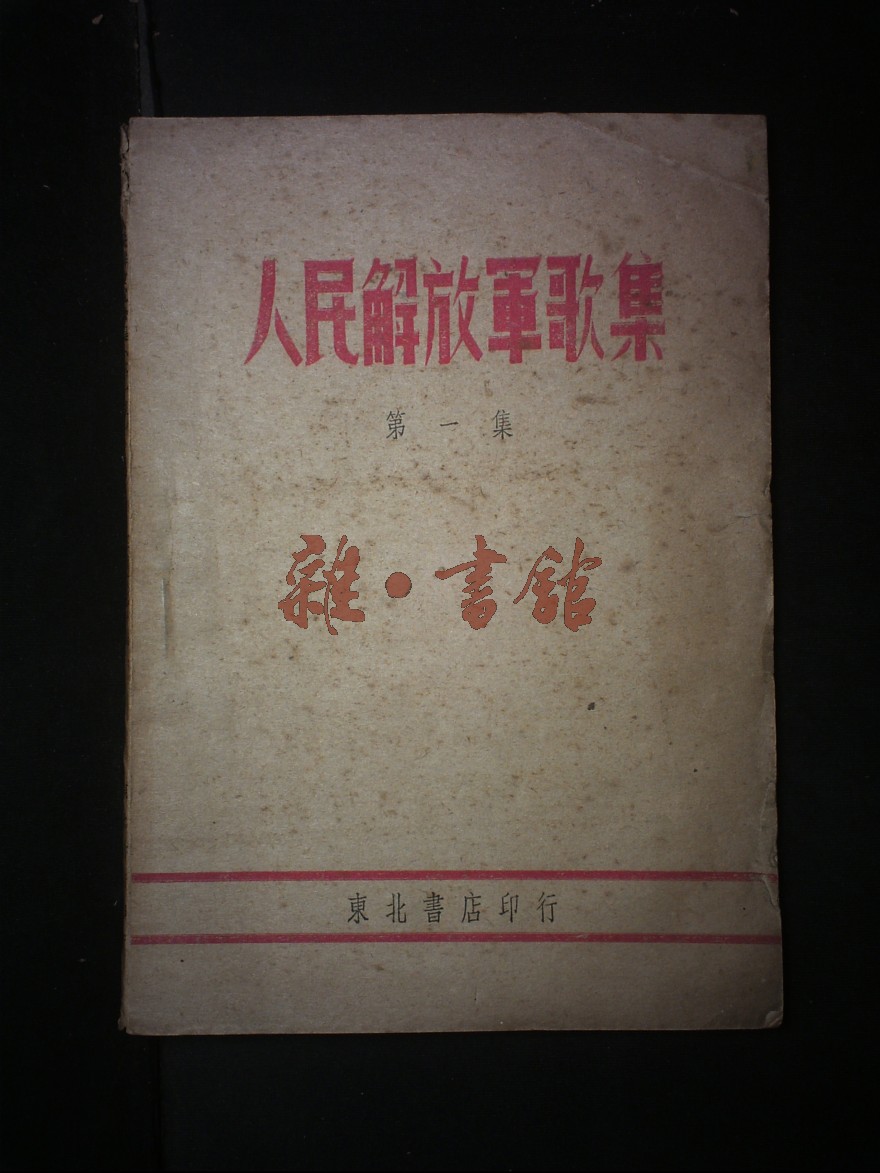 人民解放軍歌集
第一集
雜·書館
東北書店印行